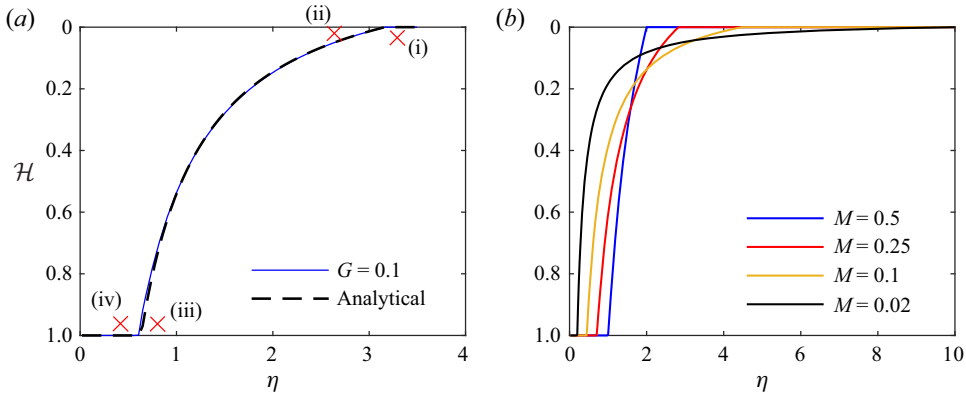 (a)
(ii)
(i)
(iv)
(iii)
G = 0.1
Analytical
ℋ
0
0.2
0.4
0.6
0.8
1.0
0 1 2 3 4
η
(b)
M = 0.5
M = 0.25
M = 0.1
M = 0.02
0
0.2
0.4
0.6
0.8
1.0
0 2 4 6 8 10
η